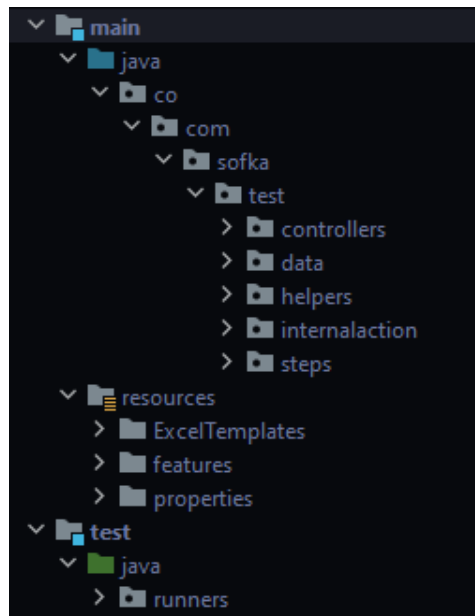 main
java
co
com
sofka
test
controllers
data
helpers
internalaction
steps
resources
ExcelTemplates
features
properties
test
java
runners